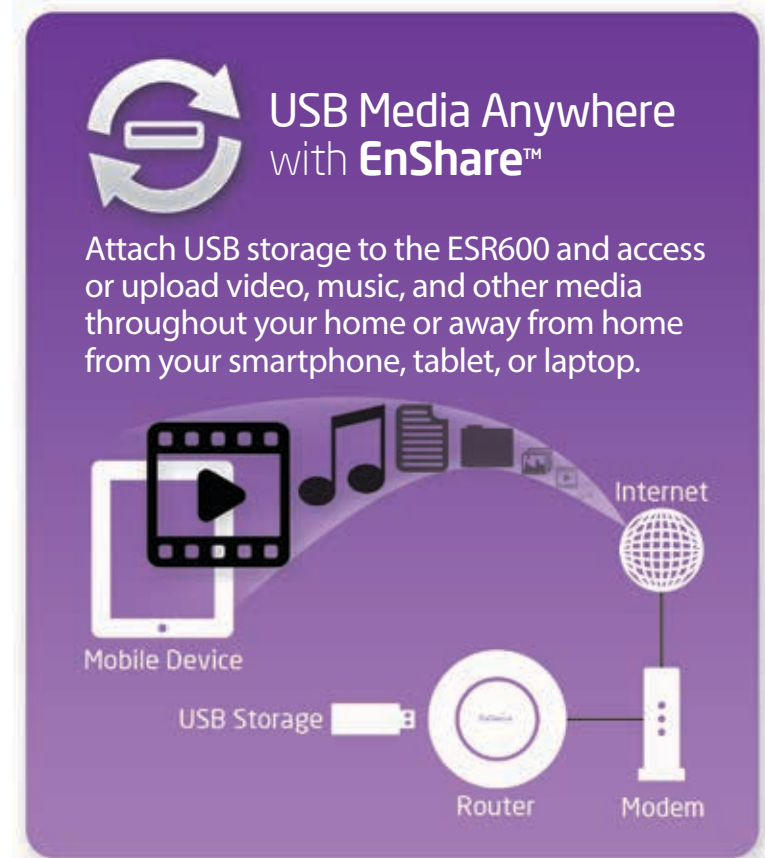 USB Media Anywhere
with EnShare™
Attach USB storage to the ESR600 and access
or upload video, music, and other media
throughout your home or away from home
from your smartphone, tablet, or laptop.
Internet
Mobile Device
USB Storage
Router
Modem